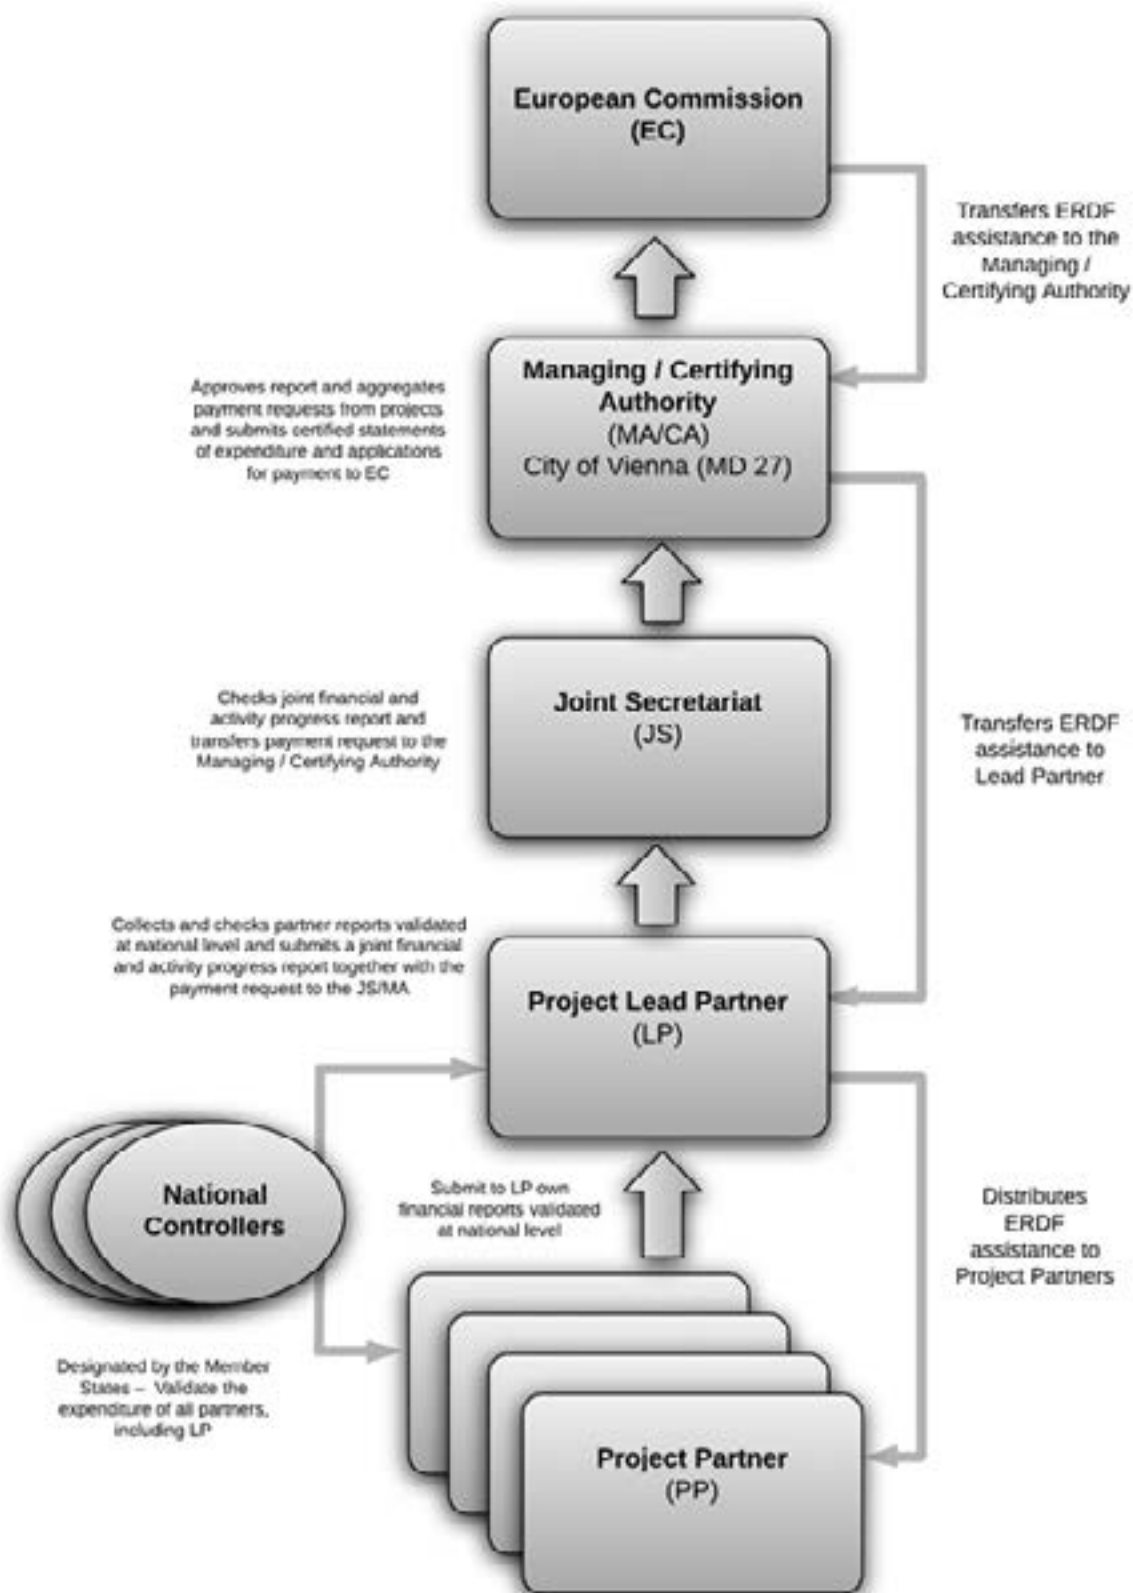 European Commission
(EC)
Transfers ERDF
assistance to the
Managing /
Certifying Authority
Managing / Certifying
Authority
(MA/CA)
City of Vienna (MD 27)
Approves report and aggregates
payment requests from projects
and submits certified statements
of expenditure and applications
for payment to EC
Joint Secretariat
(JS)
Checks joint financial and
activity progress report and
transfers payment request to the
Managing / Certifying Authority
Transfers ERDF
assistance to
Lead Partner
Collects and checks partner reports validated
at national level and submits a joint financial
and activity progress report together with the
payment request to the JS/MA
Project Lead Partner
(LP)
National
Controllers
Submit to LP own
financial reports validated
at national level
Distributes
ERDF
assistance to
Project Partners
Designated by the Member
States – Validate the
expenditure of all partners,
including LP
Project Partner
(PP)